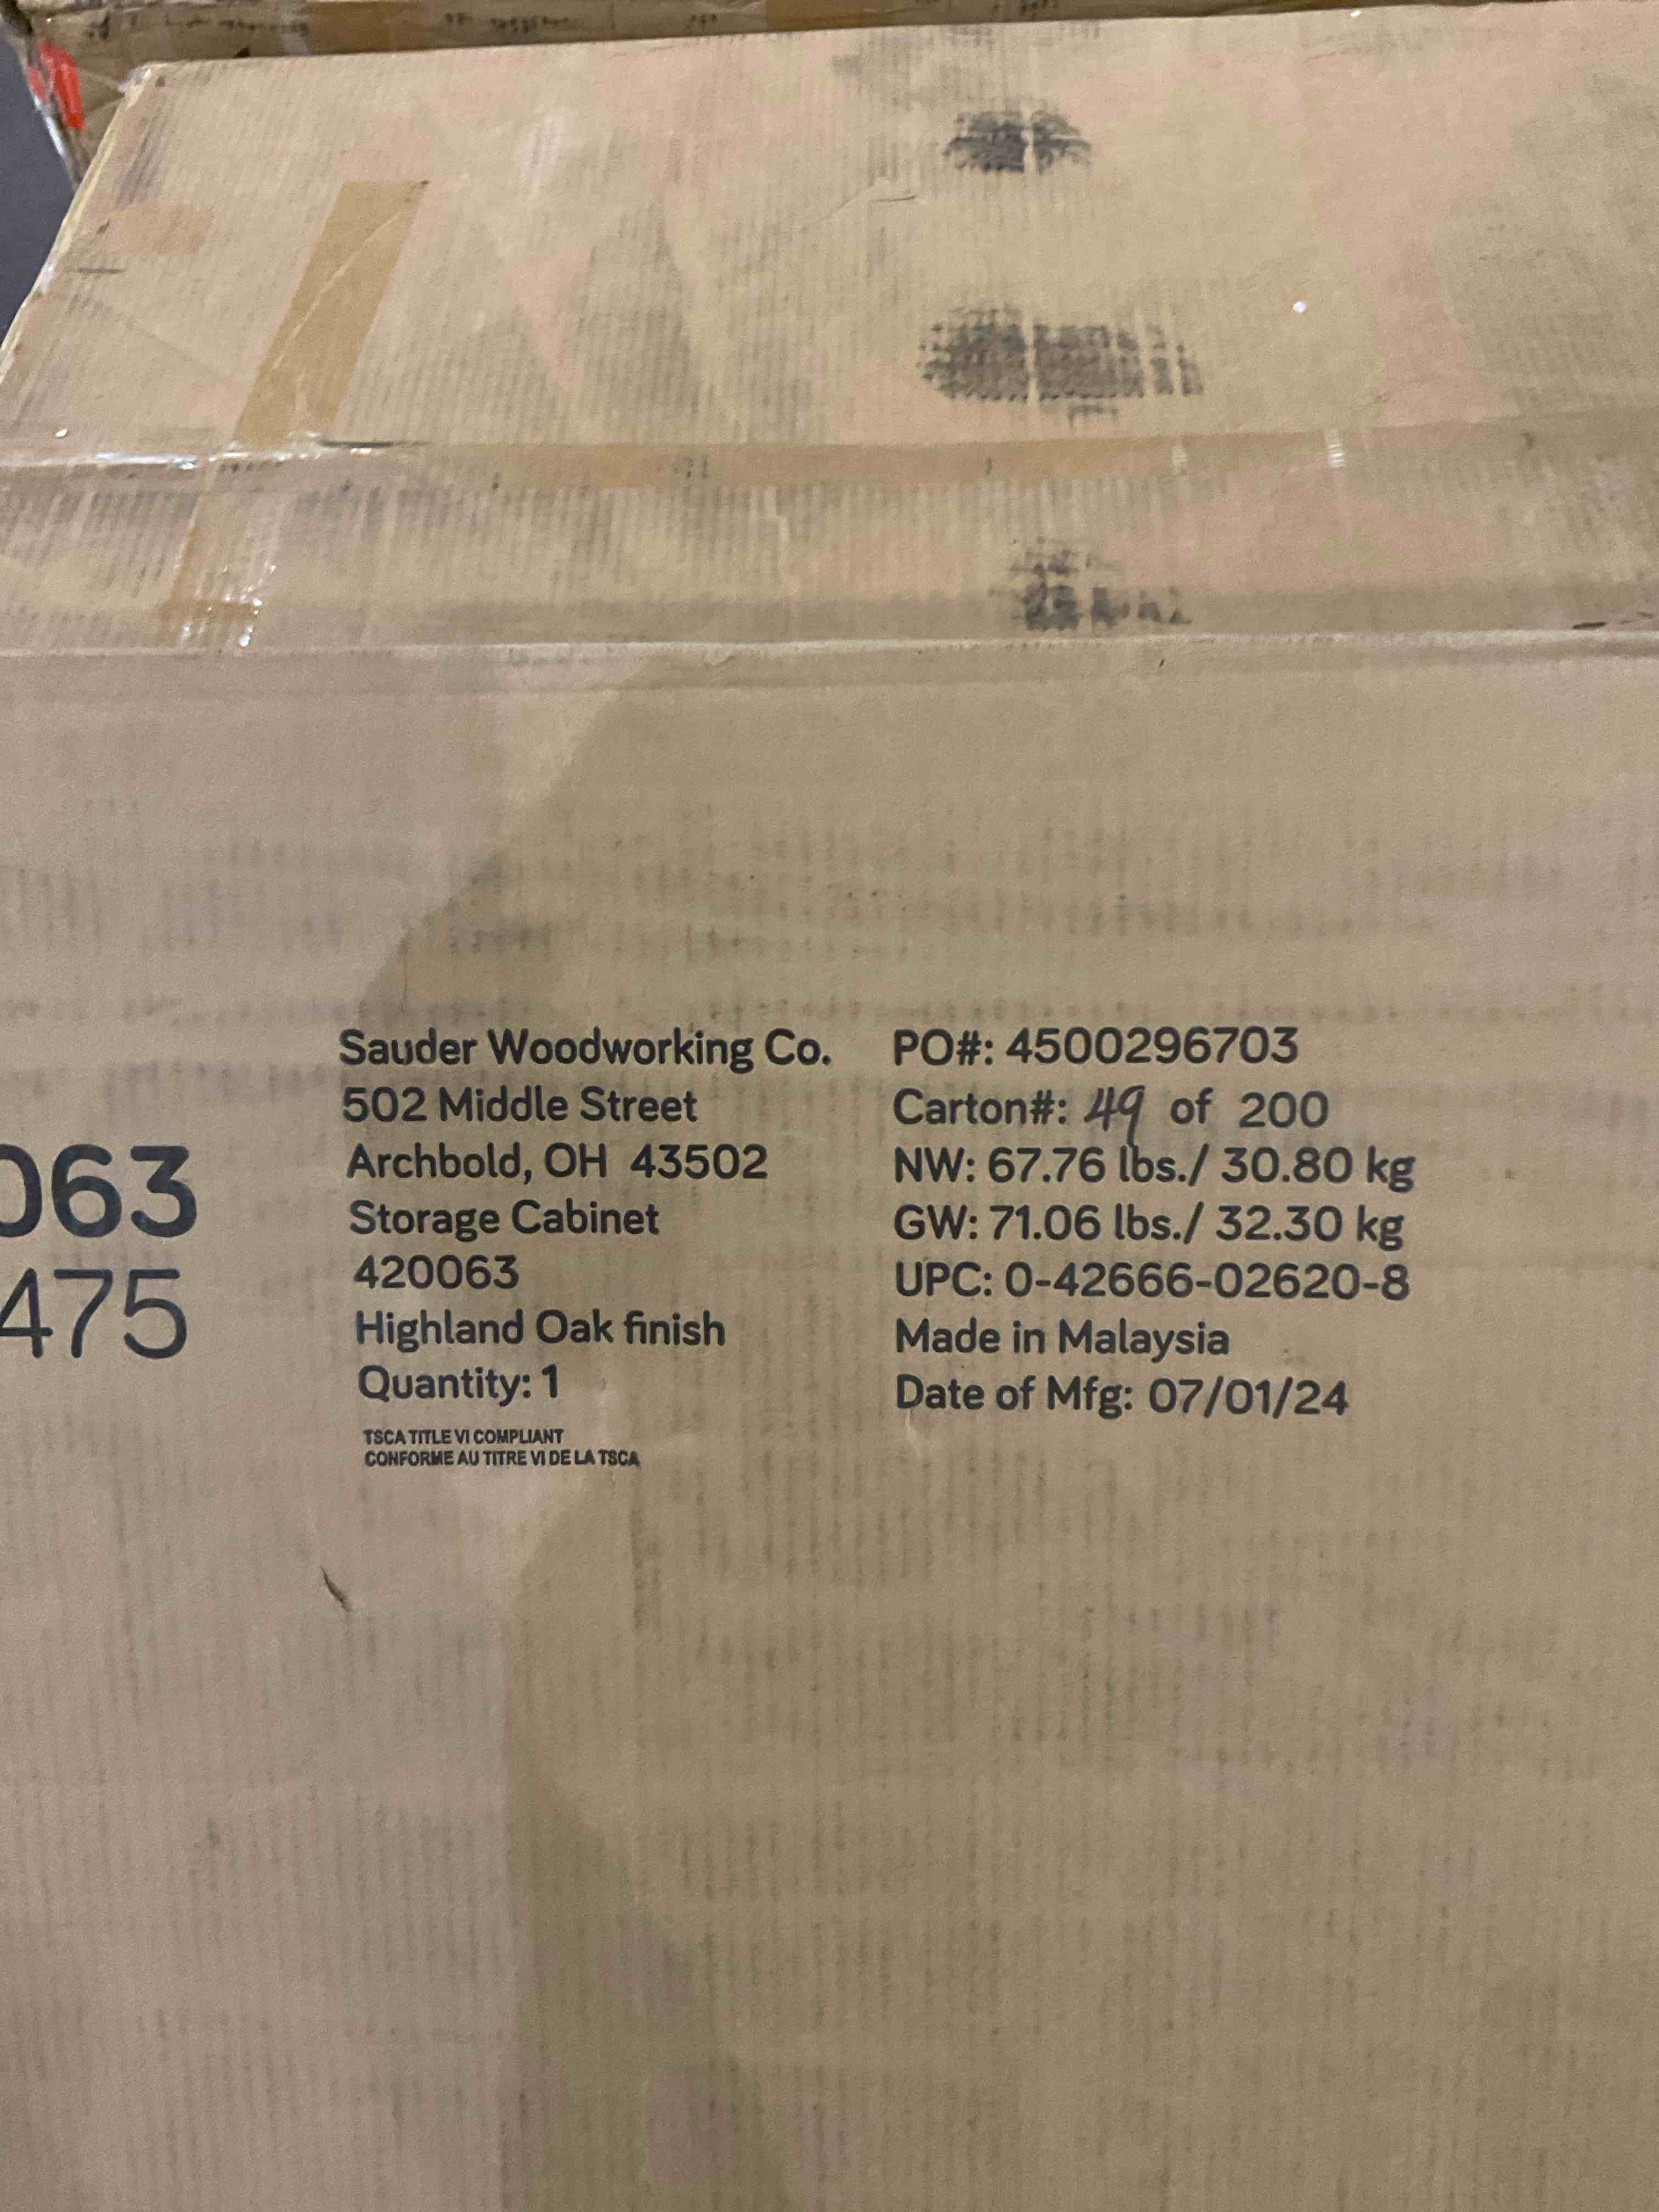 063
475
Sauder Woodworking Co.
502 Middle Street
Archbold, OH 43502
Storage Cabinet
420063
Highland Oak finish
Quantity: 1
TSCA TITLE VI COMPLIANT
CONFORME AU TITRE VI DE LA TSCA
PO#: 4500296703
Carton#: 49 of 200
NW: 67.76 lbs./ 30.80 kg
GW: 71.06 lbs./ 32.30 kg
UPC: 0-42666-02620-8
Made in Malaysia
Date of Mfg: 07/01/24